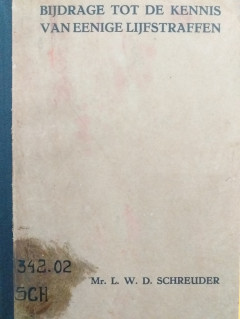 BIJDRAGE TOT DE KENNIS
VAN EENIGE LIJFSTRAFFEN
342.02
SCH
Mr. L. W. D. SCHREUDER